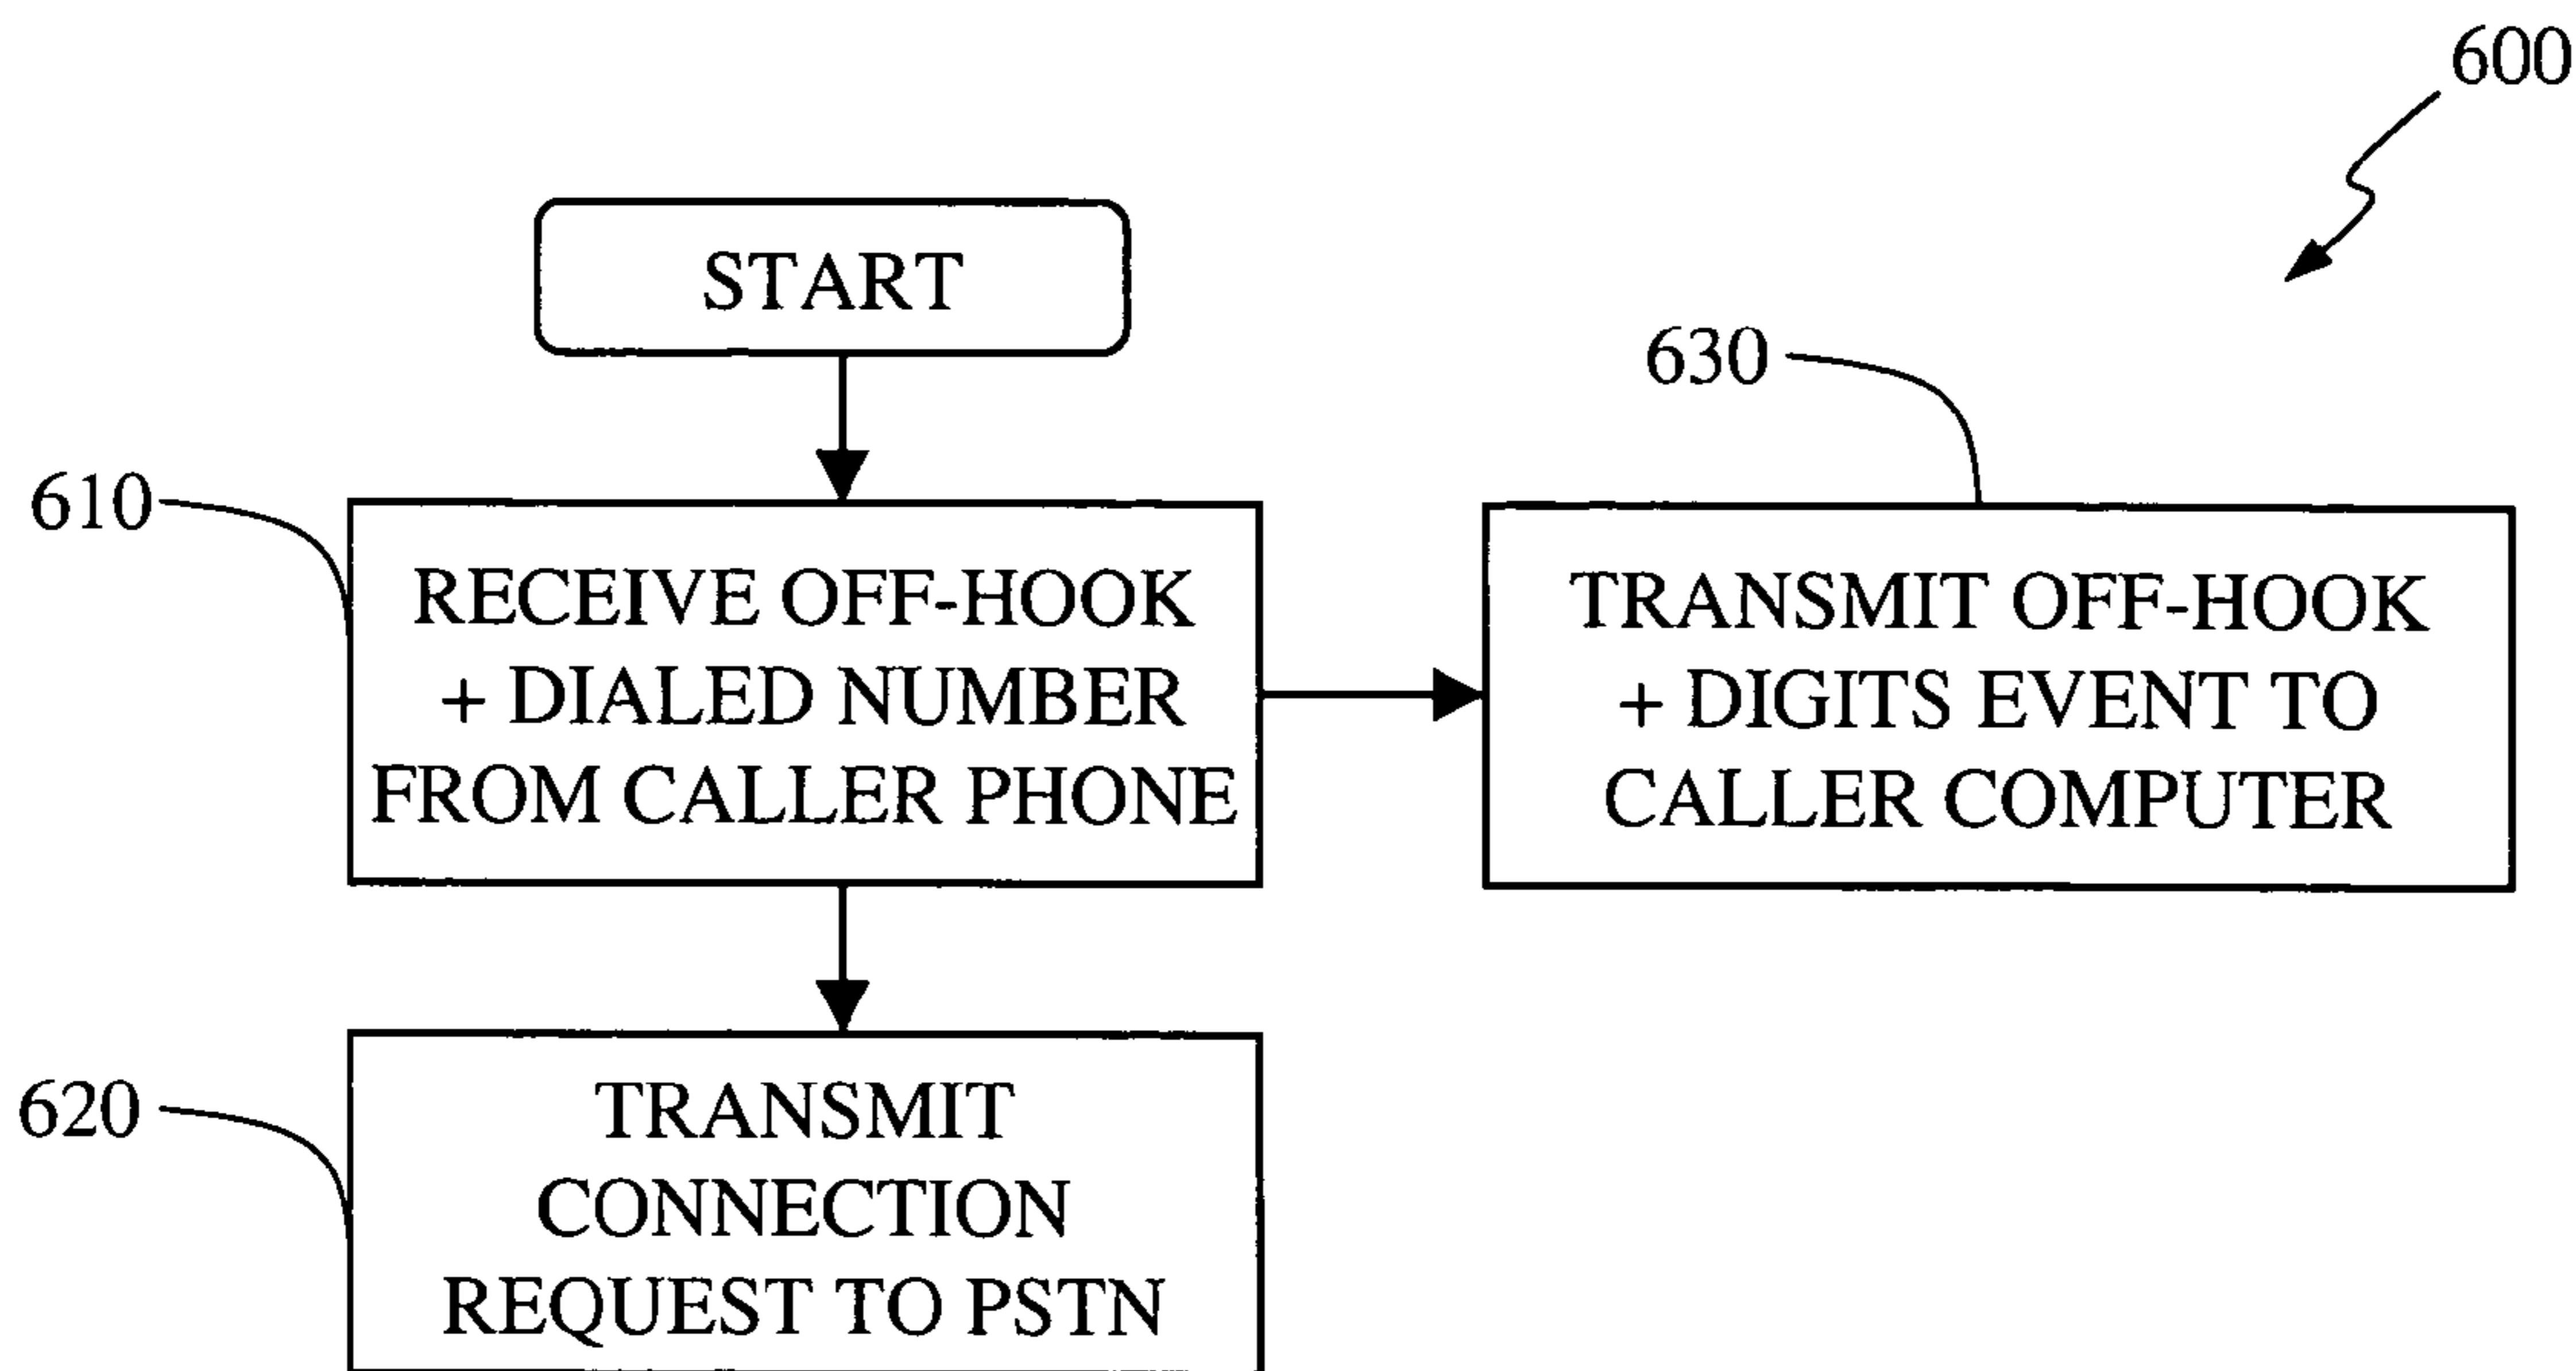 600
START
630
610
RECEIVE OFF-HOOK
+ DIALED NUMBER
FROM CALLER PHONE
TRANSMIT OFF-HOOK
+ DIGITS EVENT TO
CALLER COMPUTER
620
TRANSMIT
CONNECTION
REQUEST TO PSTN